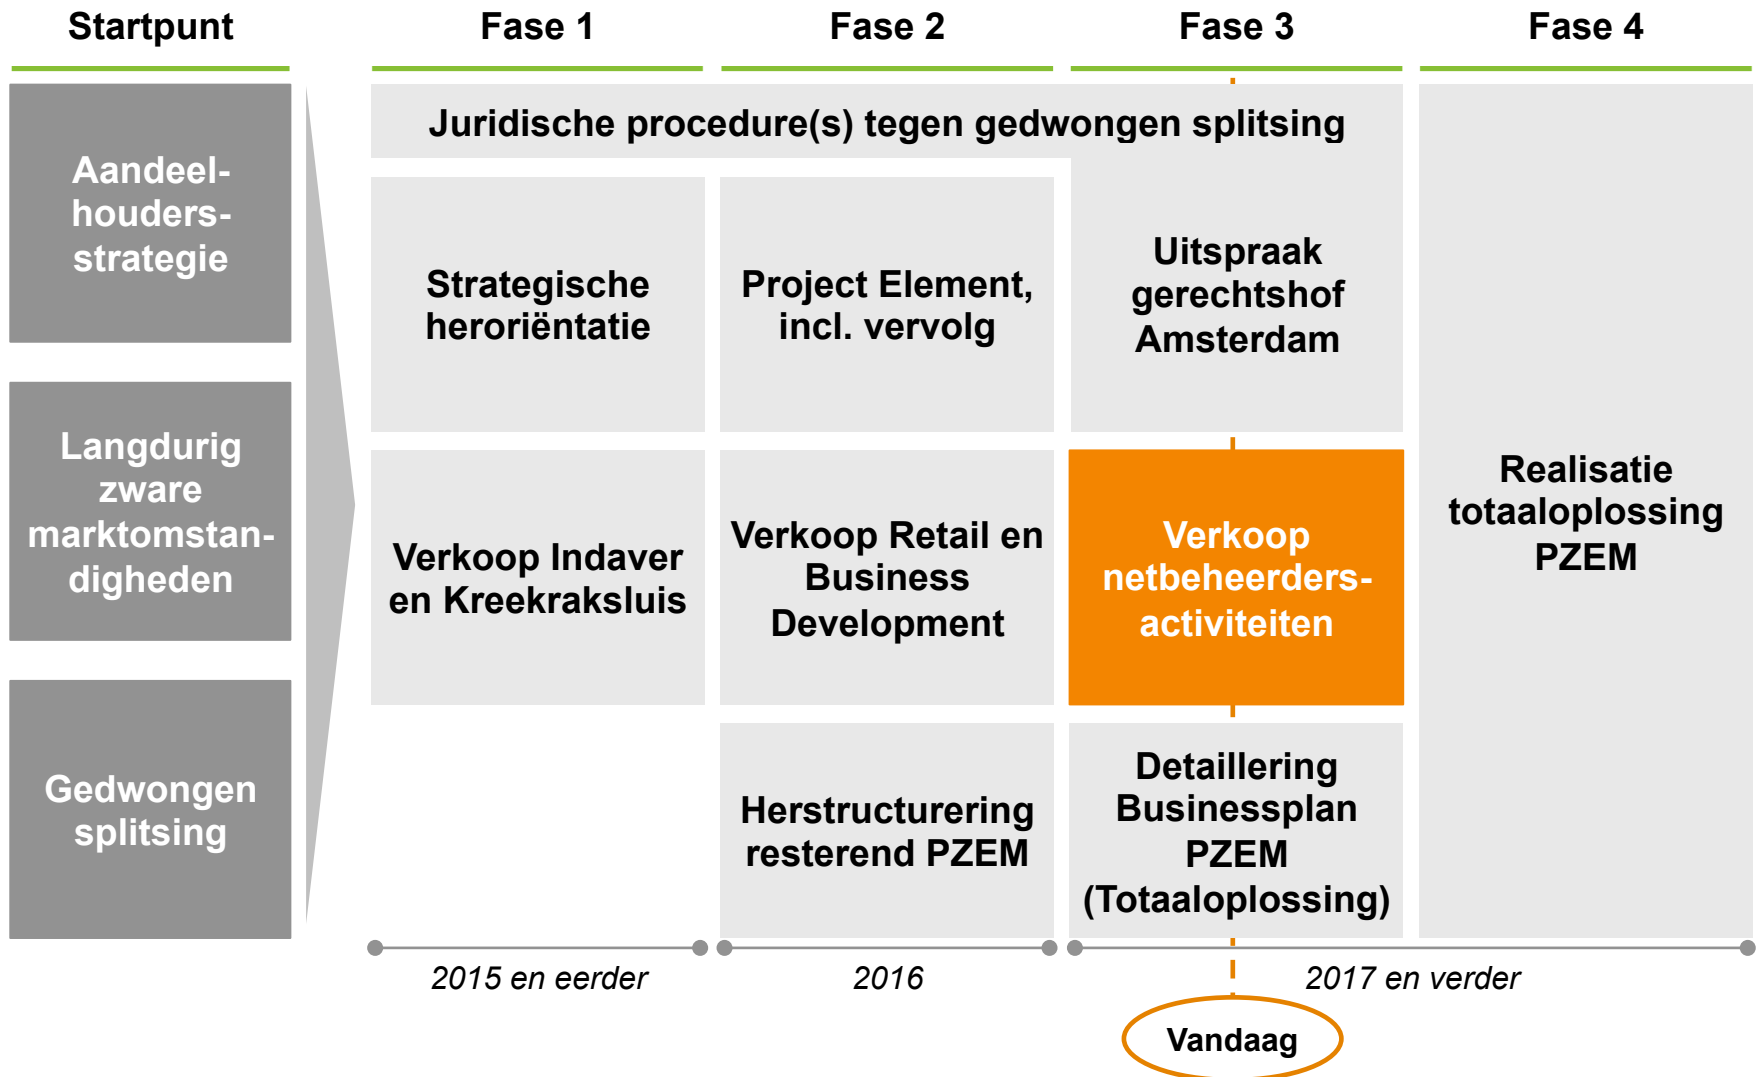 Startpunt
Fase 1
Fase 2
Fase 3
Fase 4
Aandeel-
houders-
strategie
Langdurig
zware
marktomstan-
digheden
Gedwongen
splitsing
Juridische procedure(s) tegen gedwongen splitsing
Strategische
heroriëntatie
Project Element,
incl. vervolg
Uitspraak
gerechtshof
Amsterdam
Verkoop Indaver
en Kreekraksluis
Verkoop Retail en
Business
Development
Verkoop
netbeheerders-
activiteiten
Realisatie
totaaloplossing
PZEM
Herstructurering
resterend PZEM
Detaillering
Businessplan
PZEM
(Totaaloplossing)
2015 en eerder
2016
2017 en verder
Vandaag